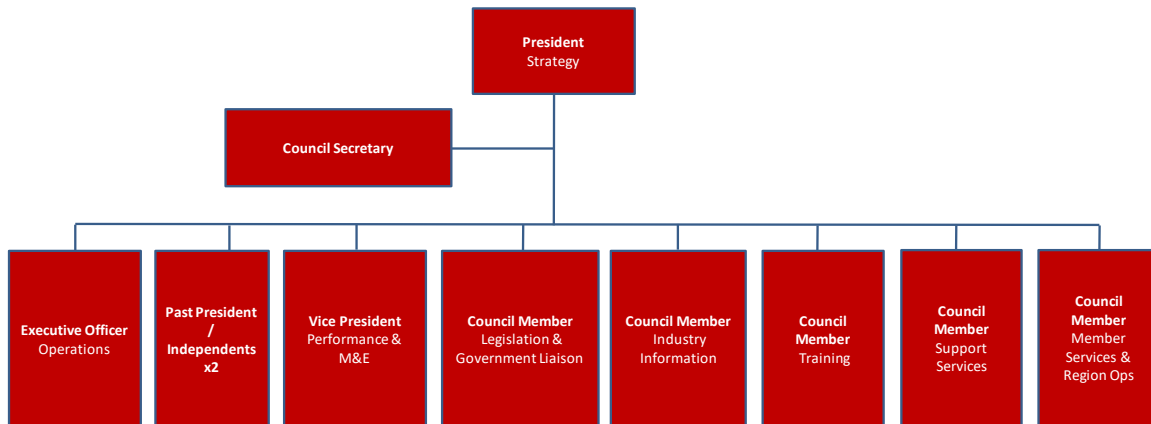 President
Strategy
Council Secretary
Executive Officer
Operations
Past President
/
Independents
x2
Vice President
Performance &
M&E
Council Member
Legislation &
Government Liaison
Council Member
Industry
Information
Council
Member
Training
Council
Member
Support
Services
Council
Member
Member
Services &
Region Ops